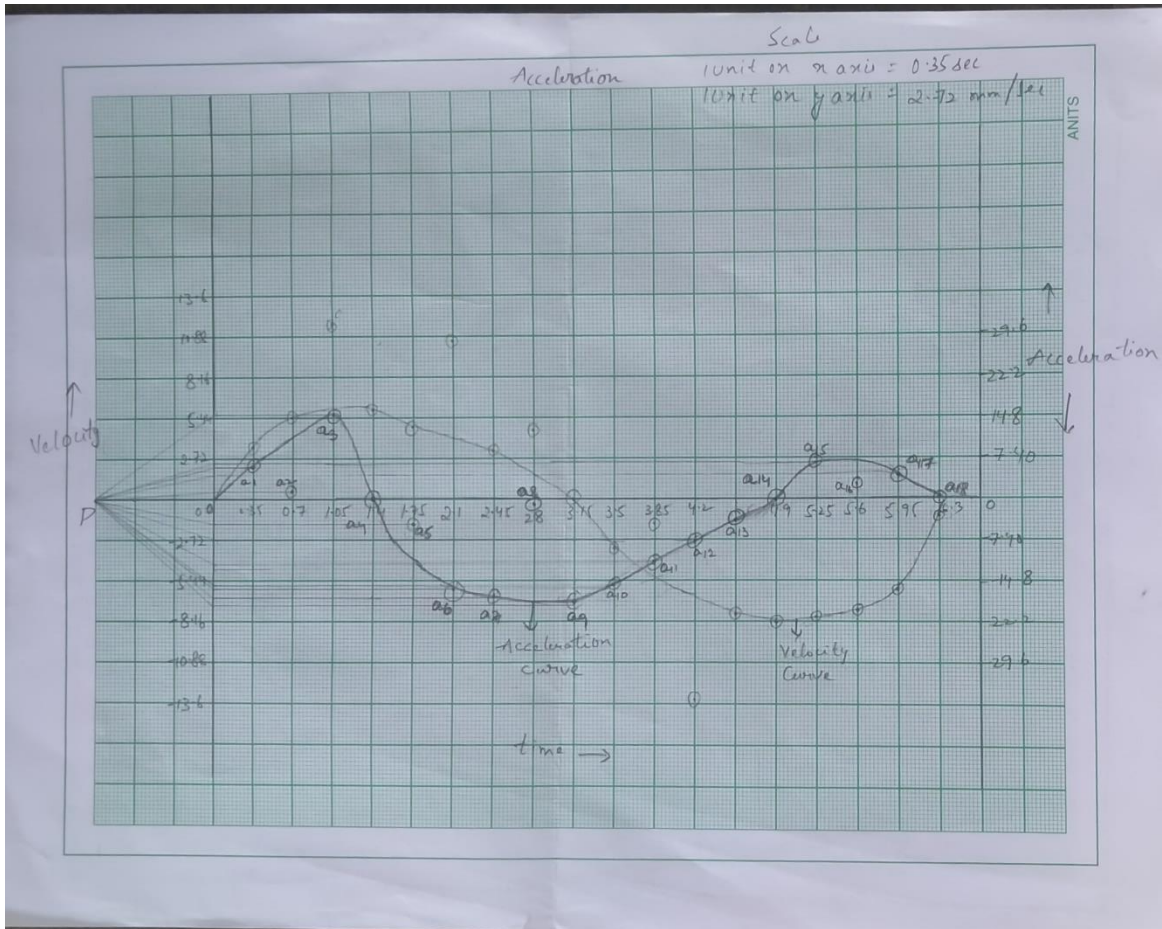 Scale
Acceleration
1 unit on x axis = 0.35 sec
1 unit on y axis = 2.72 mm/sec
ANITS
13.6
10.88
8.16
5.44
2.72
Velocity
P
-2.72
-5.44
-8.16
-10.88
-13.6
29.6
Acceleration
22.2
14.8
7.40
0
-7.40
-14.8
22.2
29.6
0.0 .35 0.7 1.05 1.4 1.75 2.1 2.45 2.8 3.15 3.5 3.85 4.2 4.9 5.25 5.6 5.95 6.3
a1
a2
a3
a4
a5
a6
a7
a8
a9
a10
a11
a12
a13
a14
a15
a16
a17
a18
Acceleration
curve
Velocity
Curve
time